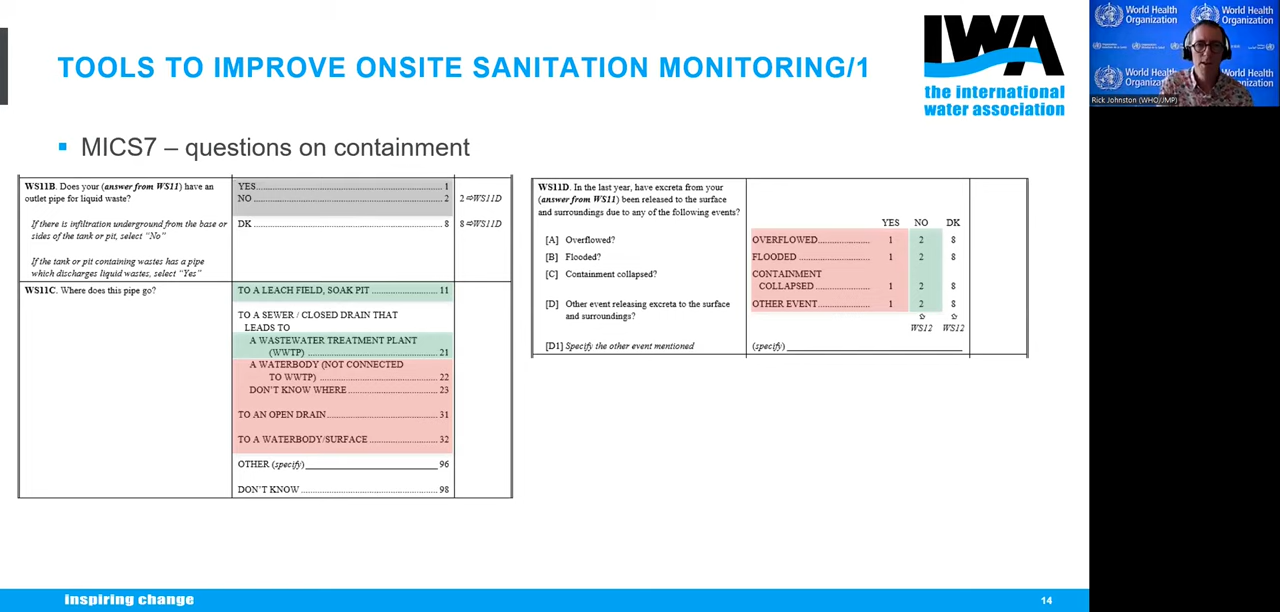 TOOLS TO IMPROVE ONSITE SANITATION MONITORING/1
IWA
the international
water association
▪ MICS7 – questions on containment
WS11B. Does your (answer from WS11) have an
outlet pipe for liquid waste?
If there is infiltration underground from the base or
sides of the tank or pit, select "No"
If the tank or pit containing wastes has a pipe
which discharges liquid wastes, select "Yes"
YES 1
NO 2 2⇨WS11D
DK 8 8⇨WS11D
WS11C. Where does this pipe go?
TO A LEACH FIELD, SOAK PIT 11
TO A SEWER / CLOSED DRAIN THAT
LEADS TO
A WASTEWATER TREATMENT PLANT
(WWTP) 21
A WATERBODY (NOT CONNECTED
TO WWTP) 22
DON'T KNOW WHERE 23
TO AN OPEN DRAIN 31
TO A WATERBODY/SURFACE 32
OTHER (specify) 96
DON'T KNOW 98
WS11D. In the last year, have excreta from your
(answer from WS11) been released to the surface
and surroundings due to any of the following events?
YES NO DK
[A] Overflowed? OVERFLOWED 1 2 8
[B] Flooded? FLOODED 1 2 8
[C] Containment collapsed? CONTAINMENT
COLLAPSED 1 2 8
[D] Other event releasing excreta to the surface OTHER EVENT 1 2 8
and surroundings?
WS12 WS12
[D1] Specify the other event mentioned (specify)
inspiring change
14
World Health
Organization
World Health
Organization
World Health
World Health
Rick Johnston (WHO/JMP)